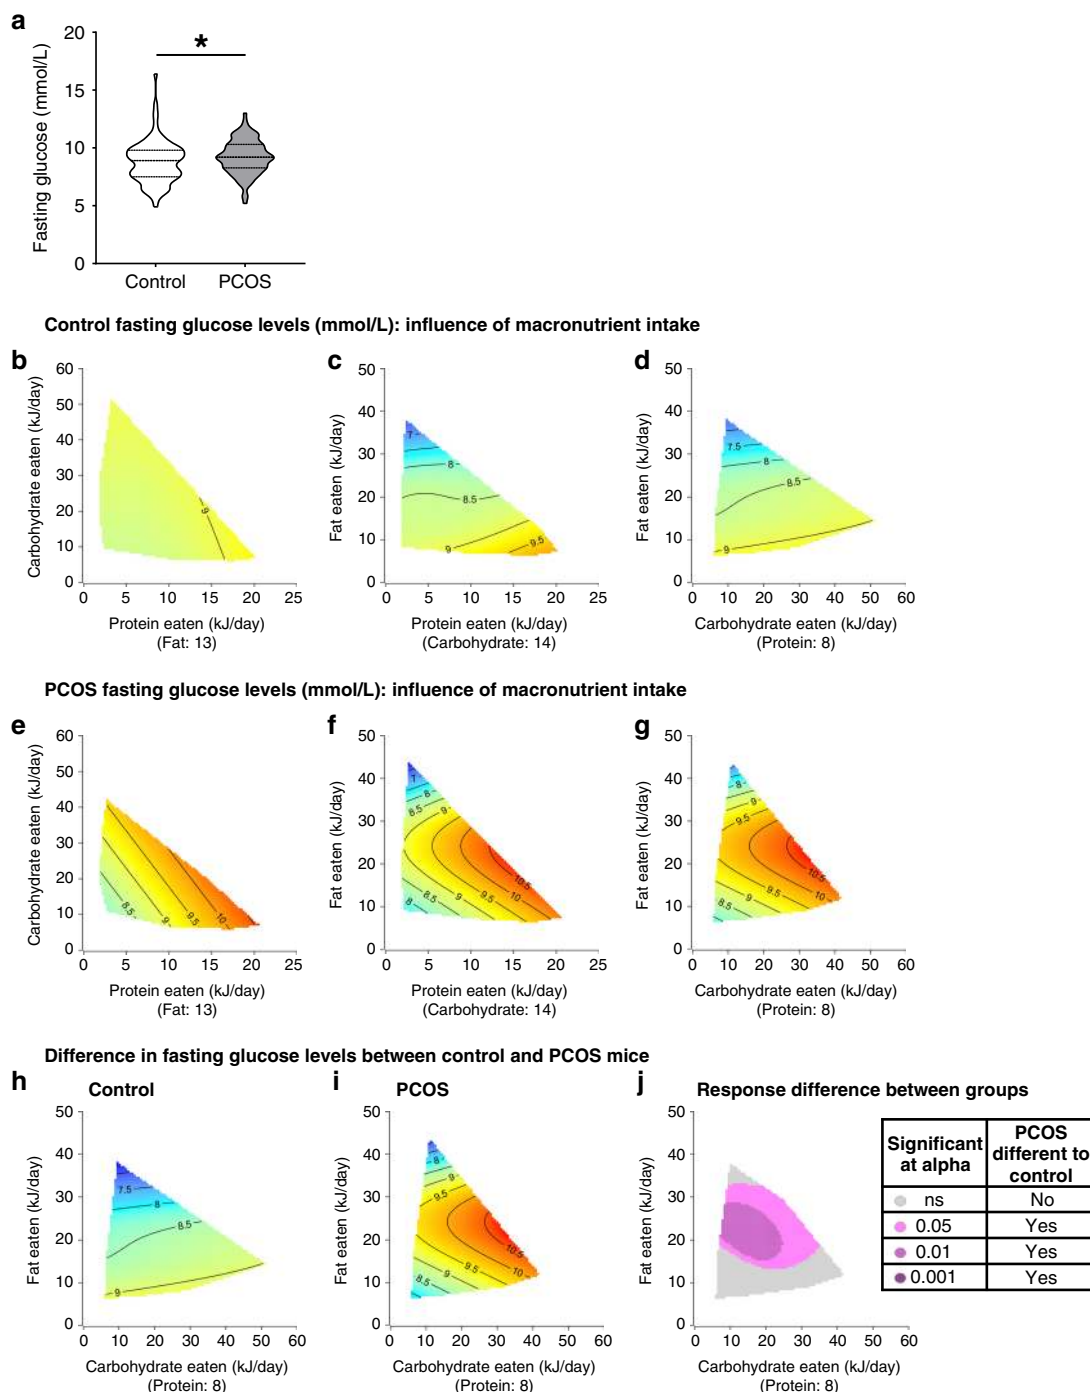 a
20
15
10
5
0
Fasting glucose (mmol/L)
*
Control PCOS
Control fasting glucose levels (mmol/L): influence of macronutrient intake
b
60
50
40
30
20
10
0
Carbohydrate eaten (kJ/day)
9
0 5 10 15 20 25
Protein eaten (kJ/day)
(Fat: 13)
c
50
40
30
20
10
0
Fat eaten (kJ/day)
7
8
8.5
9
9.5
0 5 10 15 20 25
Protein eaten (kJ/day)
(Carbohydrate: 14)
d
50
40
30
20
10
0
Fat eaten (kJ/day)
7.5
8
8.5
9
0 10 20 30 40 50 60
Carbohydrate eaten (kJ/day)
(Protein: 8)
PCOS fasting glucose levels (mmol/L): influence of macronutrient intake
e
60
50
40
30
20
10
0
Carbohydrate eaten (kJ/day)
8.5
9
9.5
10
0 5 10 15 20 25
Protein eaten (kJ/day)
(Fat: 13)
f
50
40
30
20
10
0
Fat eaten (kJ/day)
7
8
8.5
9
10.5
10
9.5
9
8.5
8
0 5 10 15 20 25
Protein eaten (kJ/day)
(Carbohydrate: 14)
g
50
40
30
20
10
0
Fat eaten (kJ/day)
8
9
9.5
10.5
10
9.5
9
8.5
0 10 20 30 40 50 60
Carbohydrate eaten (kJ/day)
(Protein: 8)
Difference in fasting glucose levels between control and PCOS mice
h
Control
50
40
30
20
10
0
Fat eaten (kJ/day)
7.5
8
8.5
9
0 10 20 30 40 50 60
Carbohydrate eaten (kJ/day)
(Protein: 8)
i
PCOS
50
40
30
20
10
0
Fat eaten (kJ/day)
8
9
9.5
10.5
10
9.5
9
8.5
0 10 20 30 40 50 60
Carbohydrate eaten (kJ/day)
(Protein: 8)
j
Response difference between groups
50
40
30
20
10
0
Fat eaten (kJ/day)
0 10 20 30 40 50 60
Carbohydrate eaten (kJ/day)
(Protein: 8)
Significant at alpha PCOS different to control
ns No
0.05 Yes
0.01 Yes
0.001 Yes